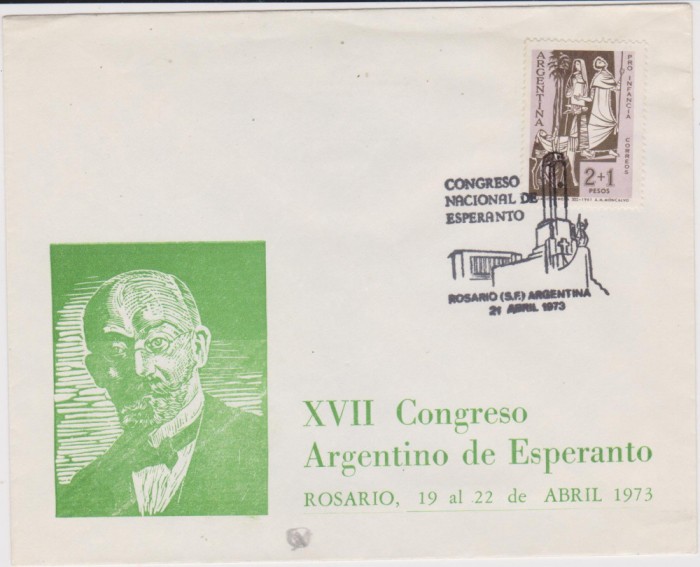 ARGENTINA
PRO INFANCIA
CORREOS
2+1
PESOS
CONGRESO
NACIONAL DE
ESPERANTO
ROSARIO (S.F.) ARGENTINA
21 ABRIL 1973
XVII Congreso
Argentino de Esperanto
ROSARIO, 19 al 22 de ABRIL 1973